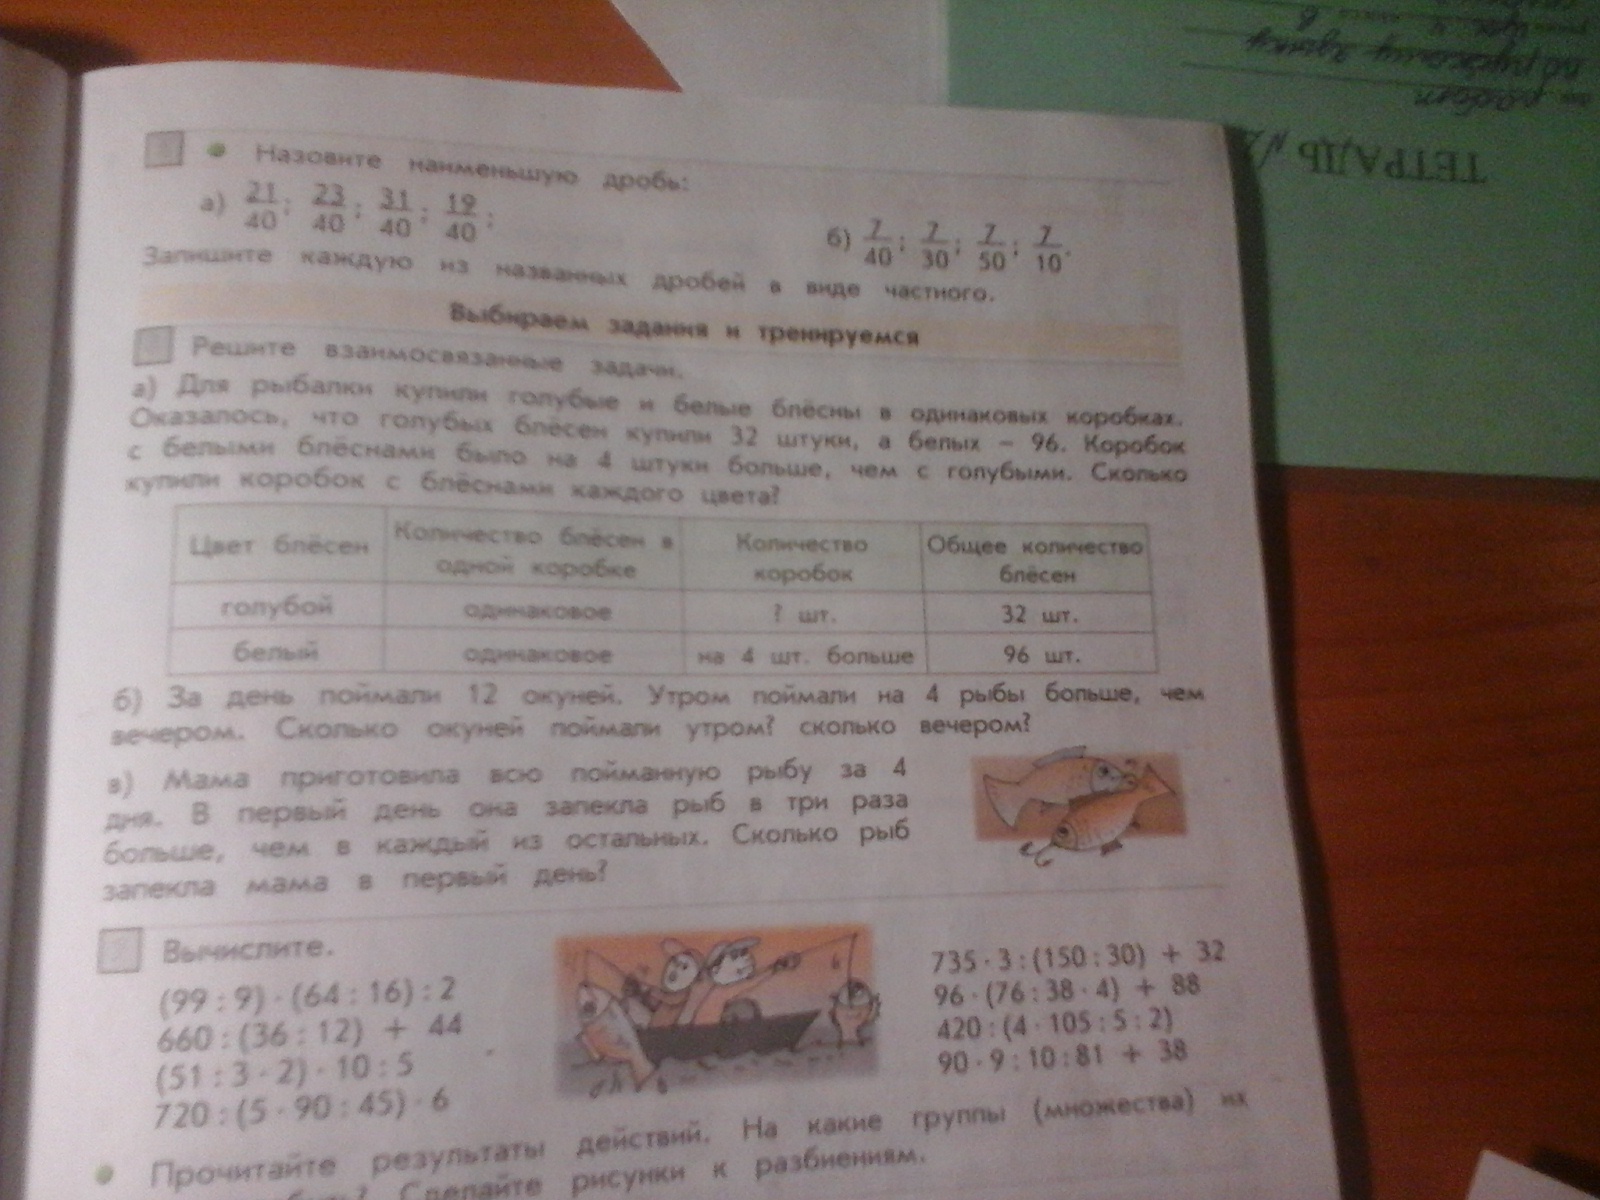 ТЕТРАДЬ №
работ
по русскому языку
Назовите наименьшую дробь:
а) 21/40; 23/40; 31/40; 19/40;
б) 7/40; 7/30; 7/50; 7/10.
Запишите каждую из названных дробей в виде частного.
Выбираем задания и тренируемся
Решите взаимосвязанные задачи.
а) Для рыбалки купили голубые и белые блёсны в одинаковых коробках.
Оказалось, что голубых блёсен купили 32 штуки, а белых – 96. Коробок
с белыми блёснами было на 4 штуки больше, чем с голубыми. Сколько
купили коробок с блёснами каждого цвета?
Цвет блёсен Количество блёсен в одной коробке Количество коробок Общее количество блёсен
голубой одинаковое ? шт. 32 шт.
белый одинаковое на 4 шт. больше 96 шт.
б) За день поймали 12 окуней. Утром поймали на 4 рыбы больше, чем
вечером. Сколько окуней поймали утром? сколько вечером?
в) Мама приготовила всю пойманную рыбу за 4
дня. В первый день она запекла рыб в три раза
больше, чем в каждый из остальных. Сколько рыб
запекла мама в первый день?
Вычислите.
(99 : 9) · (64 : 16) : 2
660 : (36 : 12) + 44
(51 : 3 · 2) · 10 : 5
720 : (5 · 90 : 45) · 6
735 · 3 : (150 : 30) + 32
96 · (76 : 38 · 4) + 88
420 : (4 · 105 : 5 : 2)
90 · 9 : 10 : 81 + 38
Прочитайте результаты действий. На какие группы (множества) их
Сделайте рисунки к разбиениям.